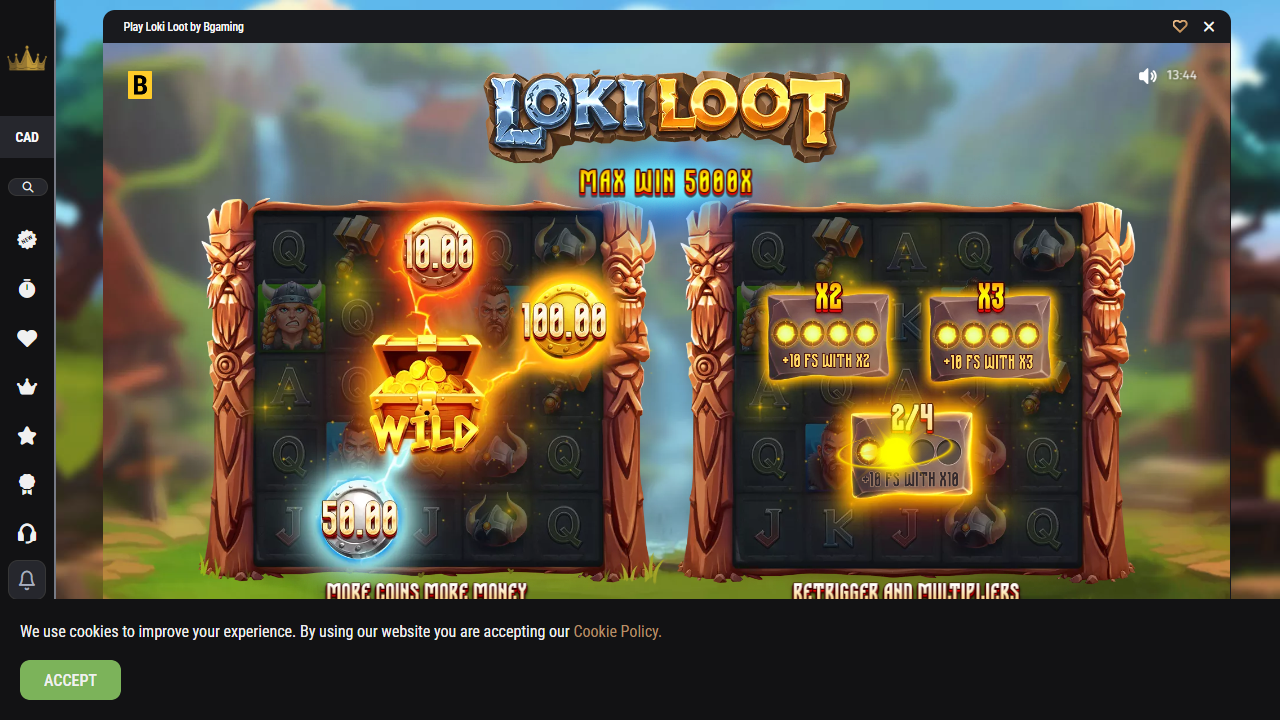 Play Loki Loot by Bgaming
B
LOKI LOOT
13:44
CAD
MAX WIN 5000X
NEW
Q
10.00
Q
100.00
Q
A
Q
WILD
Q
Q
50.00
J
J
Q
MORE COINS MORE MONEY
Q
A
Q
X2
+10 FS WITH X2
K
X3
+10 FS WITH X3
A
A
2/4
+10 FS WITH X10
Q
Q
J
K
J
Q
RETRIGGER AND MULTIPLIERS
We use cookies to improve your experience. By using our website you are accepting our Cookie Policy.
ACCEPT